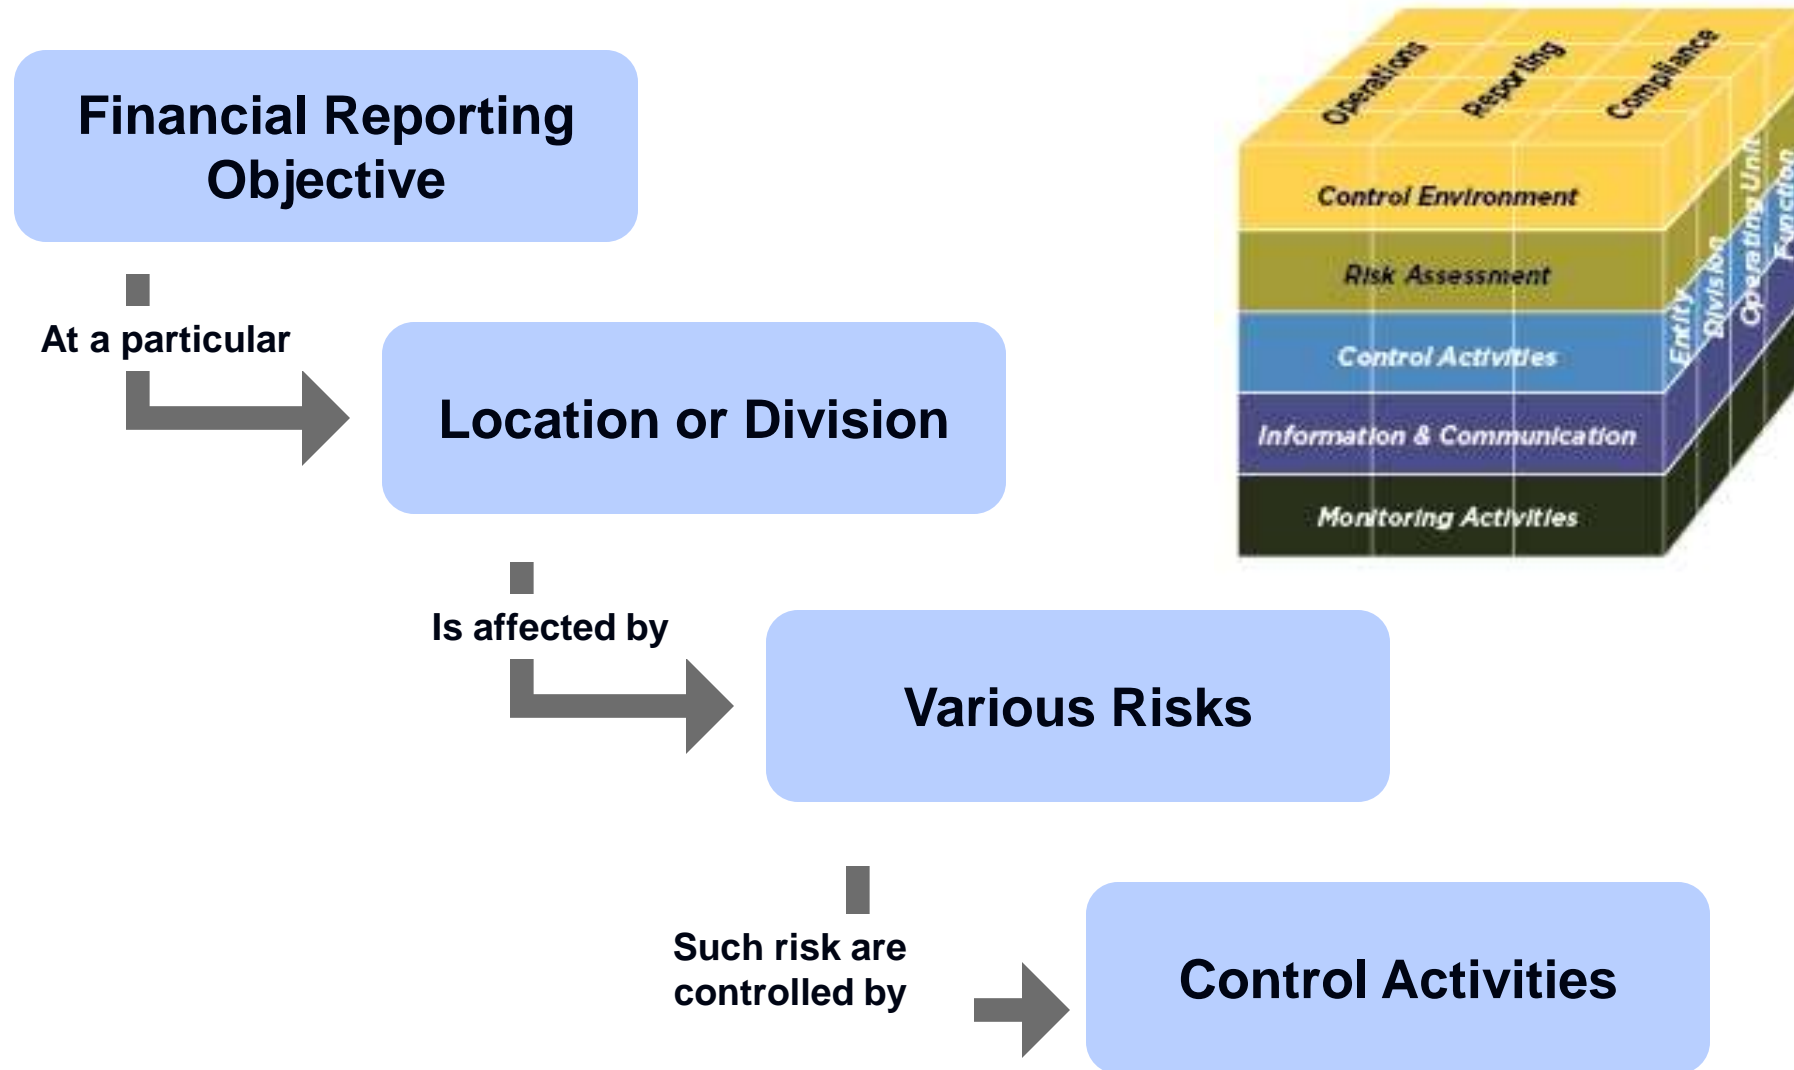 Financial Reporting
Objective
At a particular
Location or Division
Is affected by
Various Risks
Such risk are
controlled by
Control Activities
Operations
Reporting
Compliance
Control Environment
Risk Assessment
Control Activities
Information & Communication
Monitoring Activities
Entity
Division
Operating Unit
Function